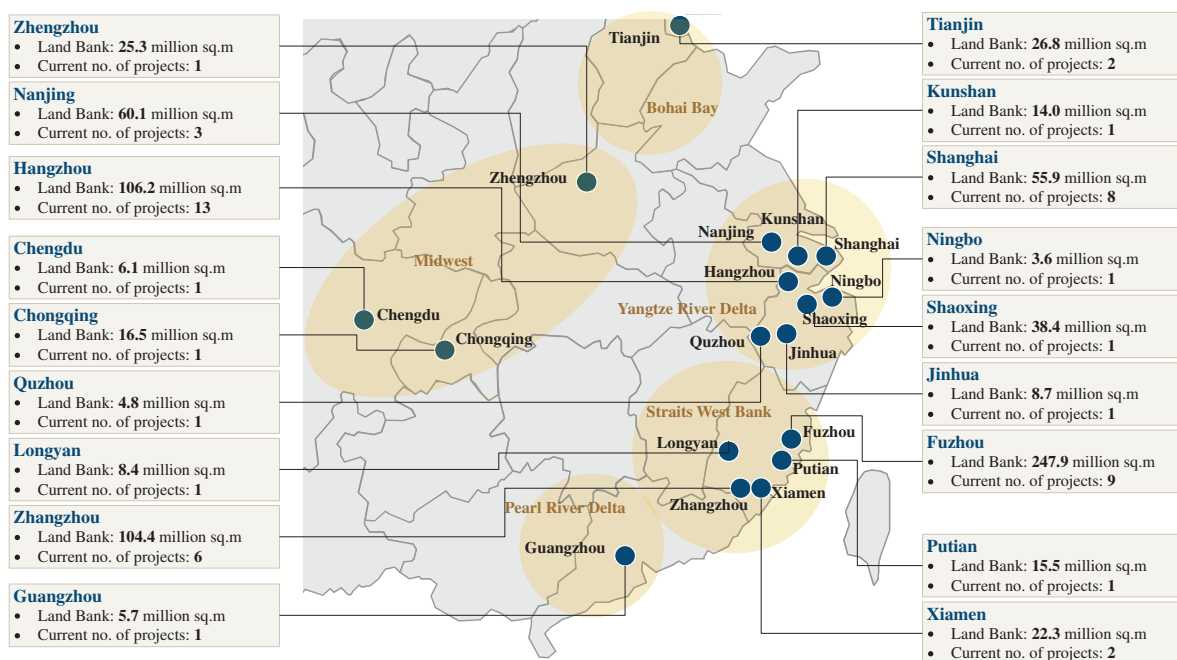 Zhengzhou
• Land Bank: 25.3 million sq.m
• Current no. of projects: 1
Nanjing
• Land Bank: 60.1 million sq.m
• Current no. of projects: 3
Hangzhou
• Land Bank: 106.2 million sq.m
• Current no. of projects: 13
Chengdu
• Land Bank: 6.1 million sq.m
• Current no. of projects: 1
Chongqing
• Land Bank: 16.5 million sq.m
• Current no. of projects: 1
Quzhou
• Land Bank: 4.8 million sq.m
• Current no. of projects: 1
Longyan
• Land Bank: 8.4 million sq.m
• Current no. of projects: 1
Zhangzhou
• Land Bank: 104.4 million sq.m
• Current no. of projects: 6
Guangzhou
• Land Bank: 5.7 million sq.m
• Current no. of projects: 1
Tianjin
Bohai Bay
Zhengzhou
Kunshan
Nanjing
Shanghai
Midwest
Hangzhou
Ningbo
Yangtze River Delta
Chengdu
Shaoxing
Chongqing
Quzhou
Jinhua
Straits West Bank
Fuzhou
Longyan
Putian
Zhangzhou
Xiamen
Pearl River Delta
Guangzhou
Tianjin
• Land Bank: 26.8 million sq.m
• Current no. of projects: 2
Kunshan
• Land Bank: 14.0 million sq.m
• Current no. of projects: 1
Shanghai
• Land Bank: 55.9 million sq.m
• Current no. of projects: 8
Ningbo
• Land Bank: 3.6 million sq.m
• Current no. of projects: 1
Shaoxing
• Land Bank: 38.4 million sq.m
• Current no. of projects: 1
Jinhua
• Land Bank: 8.7 million sq.m
• Current no. of projects: 1
Fuzhou
• Land Bank: 247.9 million sq.m
• Current no. of projects: 9
Putian
• Land Bank: 15.5 million sq.m
• Current no. of projects: 1
Xiamen
• Land Bank: 22.3 million sq.m
• Current no. of projects: 2